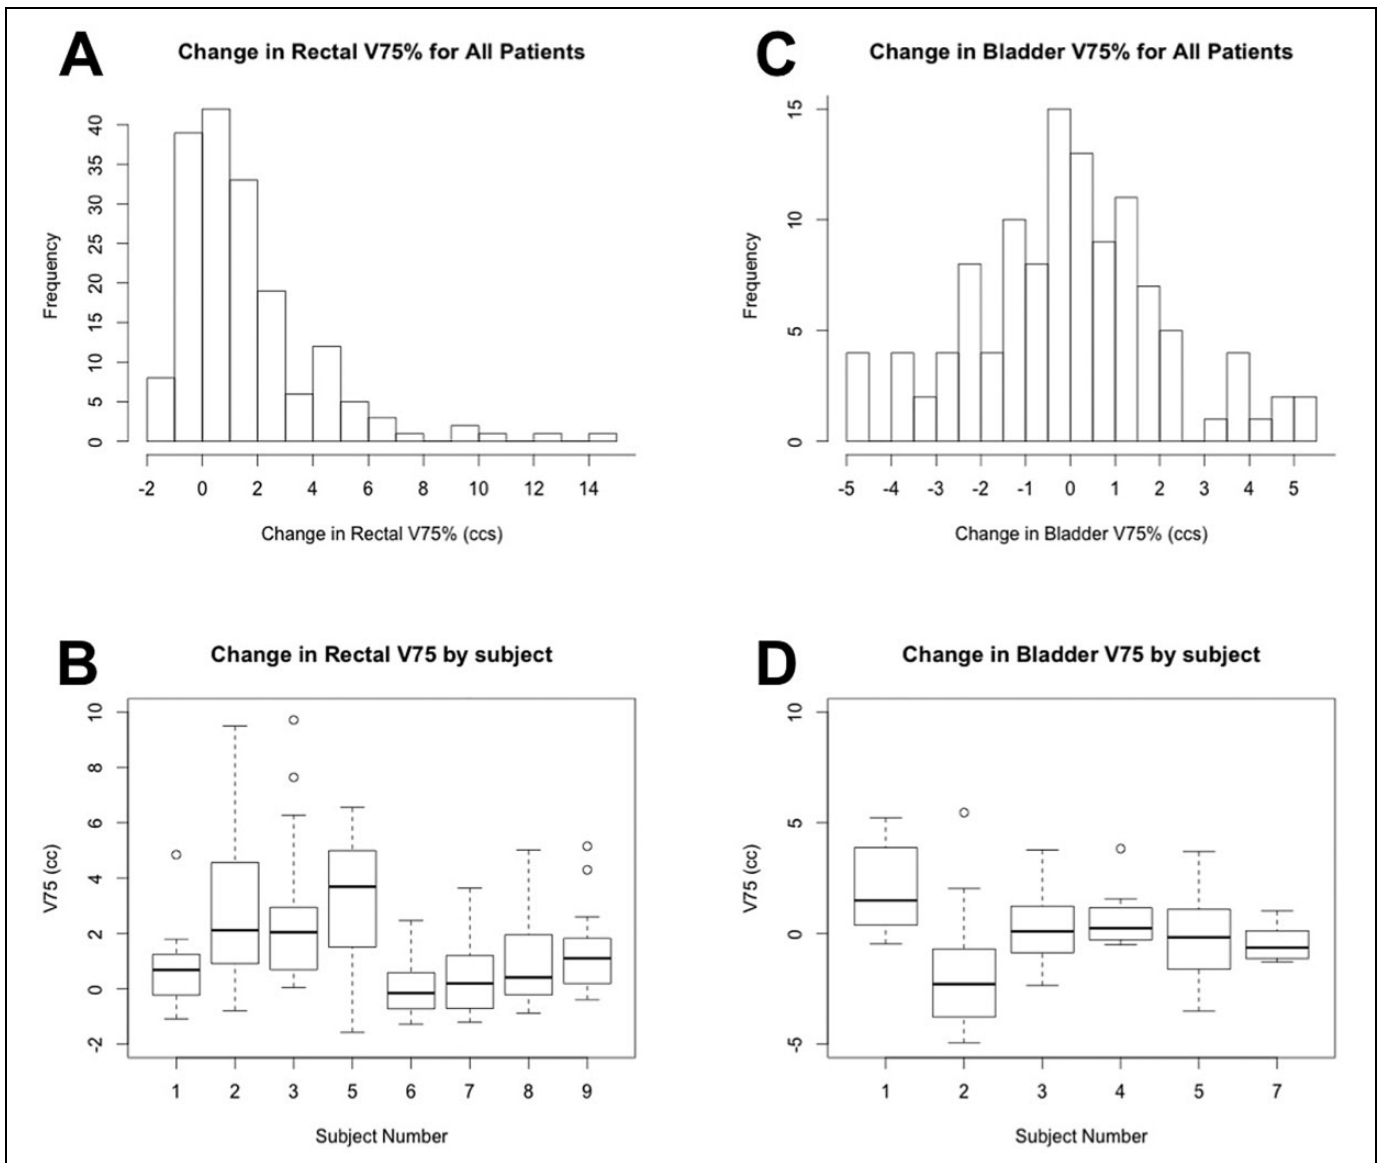 A
Change in Rectal V75% for All Patients
Frequency
40
35
30
25
20
15
10
5
0
-2 0 2 4 6 8 10 12 14
Change in Rectal V75% (ccs)
C
Change in Bladder V75% for All Patients
Frequency
15
10
5
0
-5 -4 -3 -2 -1 0 1 2 3 4 5
Change in Bladder V75% (ccs)
B
Change in Rectal V75 by subject
V75 (cc)
10
8
6
4
2
0
-2
1 2 3 5 6 7 8 9
Subject Number
D
Change in Bladder V75 by subject
V75 (cc)
10
5
0
-5
1 2 3 4 5 7
Subject Number